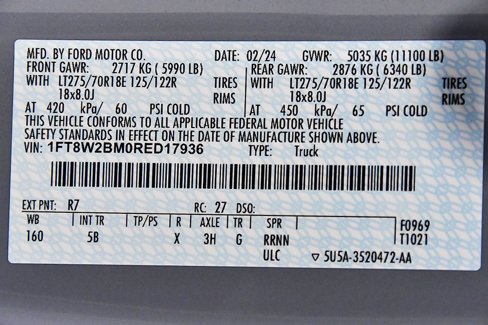 MFD. BY FORD MOTOR CO. DATE: 02/24 GVWR: 5035 KG (11100 LB)
FRONT GAWR: 2717 KG ( 5990 LB) REAR GAWR: 2876 KG ( 6340 LB)
WITH LT275/70R18E 125/122R TIRES WITH LT275/70R18E 125/122R TIRES
18x8.0J RIMS 18x8.0J RIMS
AT 420 kPa/ 60 PSI COLD AT 450 kPa/ 65 PSI COLD
THIS VEHICLE CONFORMS TO ALL APPLICABLE FEDERAL MOTOR VEHICLE
SAFETY STANDARDS IN EFFECT ON THE DATE OF MANUFACTURE SHOWN ABOVE.
VIN: 1FT8W2BM0RED17936 TYPE: Truck
EXT PNT: R7 RC: 27 DSO:
WB INT TR TP/PS R AXLE TR SPR F0969
160 5B X 3H G RRNN T1021
ULC 5U5A-3520472-AA